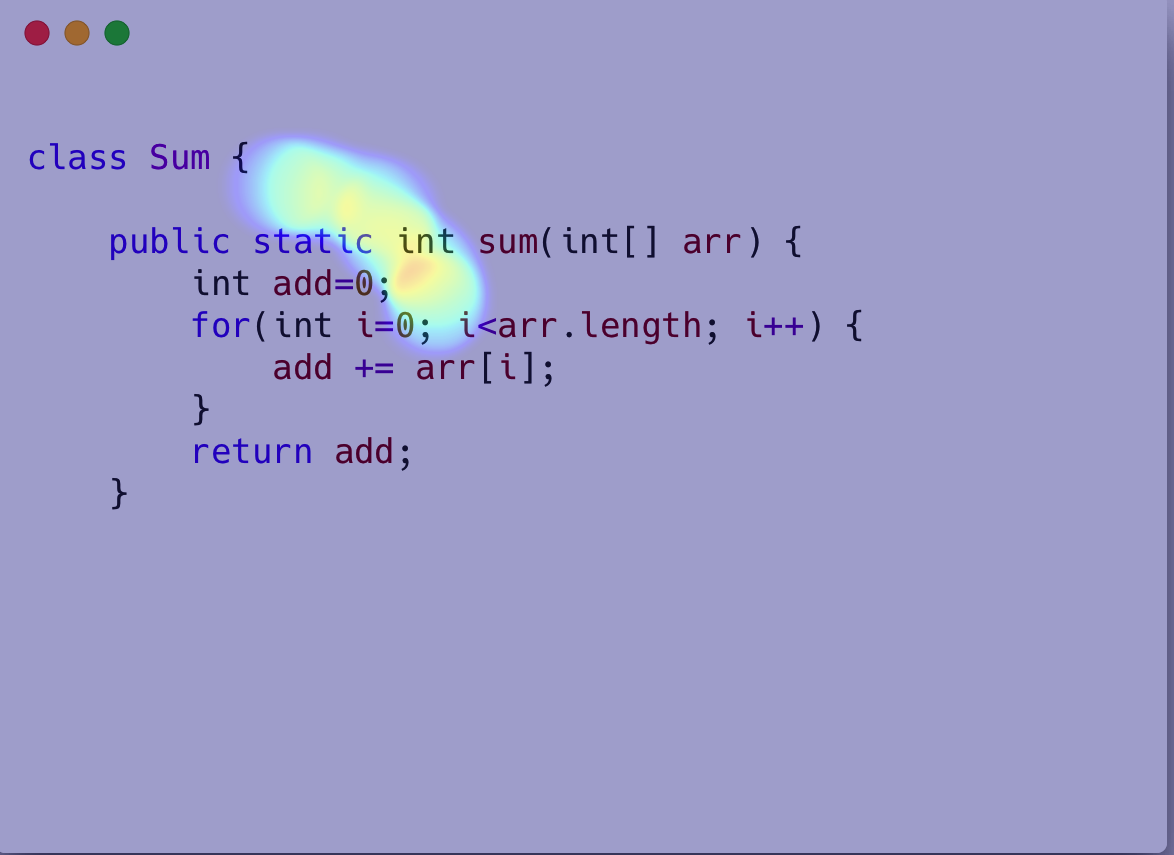 class Sum {
    public static int sum(int[] arr) {
        int add=0;
        for(int i=0; i<arr.length; i++) {
            add += arr[i];
        }
        return add;
    }